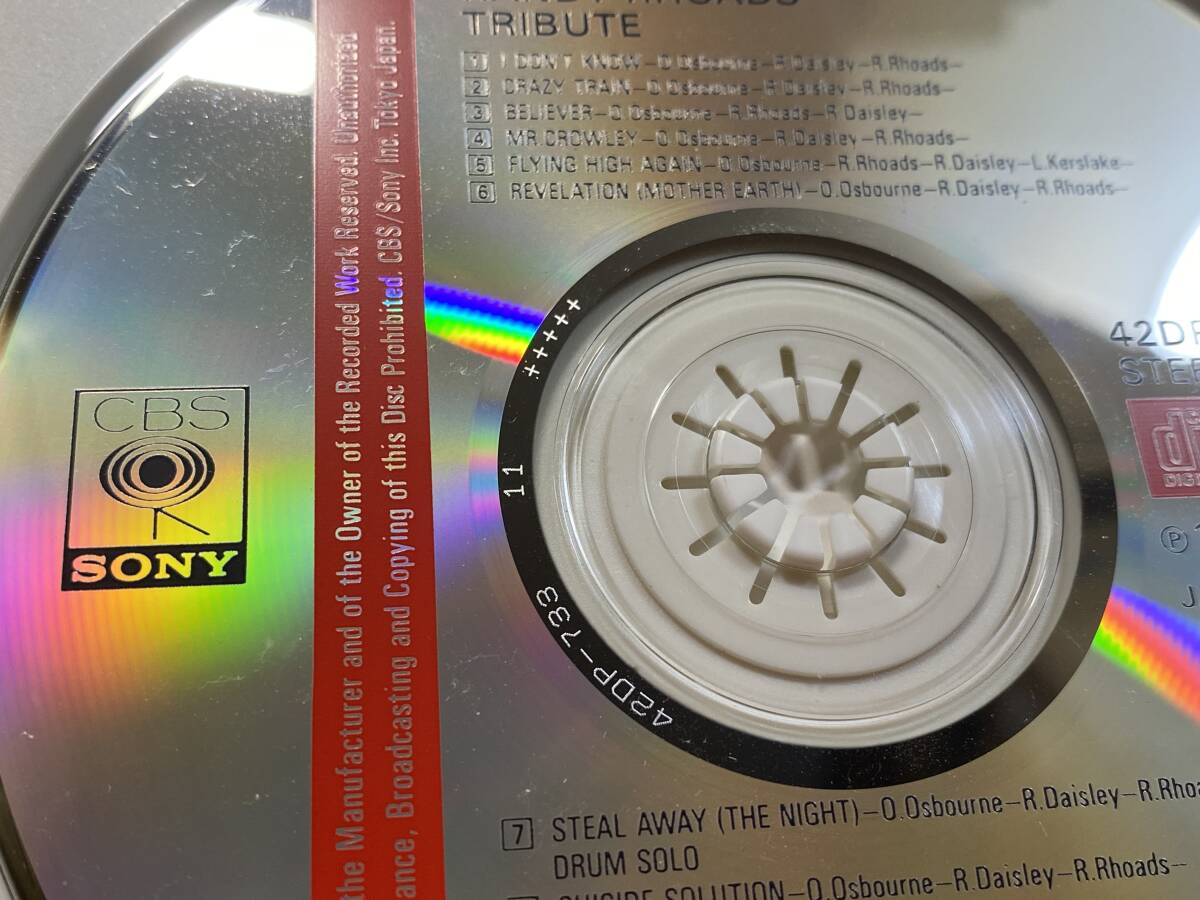 RANDY RHOADS
TRIBUTE
1 I DON'T KNOW–O.Osbourne–R.Daisley–R.Rhoads–
2 CRAZY TRAIN–O.Osbourne–R.Daisley–R.Rhoads–
3 BELIEVER–O.Osbourne–R.Rhoads–R.Daisley–
4 MR.CROWLEY–O.Osbourne–R.Daisley–R.Rhoads–
5 FLYING HIGH AGAIN–O.Osbourne–R.Rhoads–R.Daisley–L.Kerslake–
6 REVELATION (MOTHER EARTH)–O.Osbourne–R.Daisley–R.Rhoads–
the Manufacturer and of the Owner of the Recorded Work Reserved. Unauthorized
ance, Broadcasting and Copying of this Disc Prohibited. CBS/Sony Inc. Tokyo Japan.
CBS
SONY
+++++
11
42DP-733
42DP
STE
di
DIGI
℗
J
7 STEAL AWAY (THE NIGHT)–O.Osbourne–R.Daisley–R.Rho
DRUM SOLO
SUICIDE SOLUTION–O.Osbourne–R.Daisley–R.Rhoads–